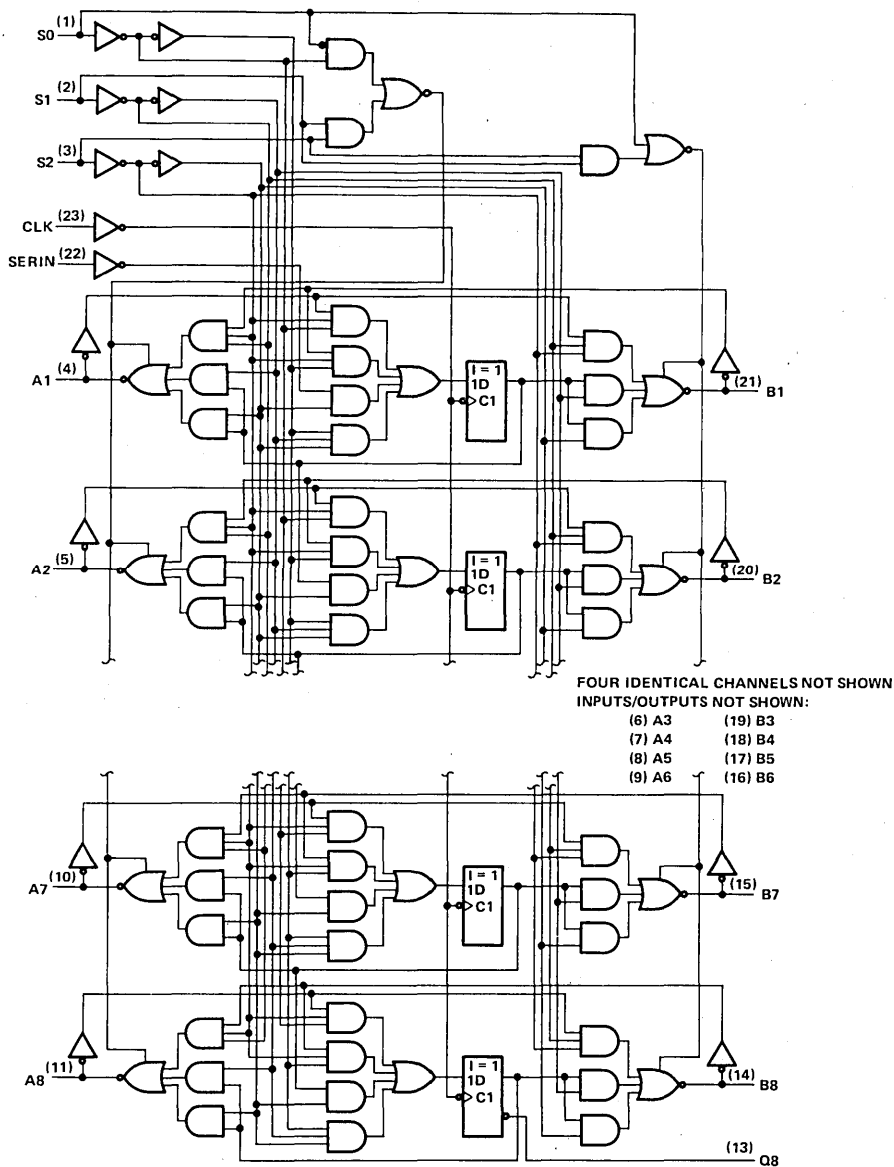 (1)
S0
(2)
S1
(3)
S2
(23)
CLK
(22)
SERIN
(4)
A1
I = 1
1D
C1
(21)
B1
(5)
A2
I = 1
1D
C1
(20)
B2
FOUR IDENTICAL CHANNELS NOT SHOWN
INPUTS/OUTPUTS NOT SHOWN:
(6) A3 (19) B3
(7) A4 (18) B4
(8) A5 (17) B5
(9) A6 (16) B6
(10)
A7
I = 1
1D
C1
(15)
B7
(11)
A8
I = 1
1D
C1
(14)
B8
(13)
Q8